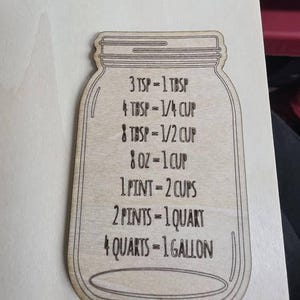 3 TSP = 1 TBSP
4 TBSP = 1/4 CUP
8 TBSP = 1/2 CUP
8 OZ = 1 CUP
1 PINT = 2 CUPS
2 PINTS = 1 QUART
4 QUARTS = 1 GALLON